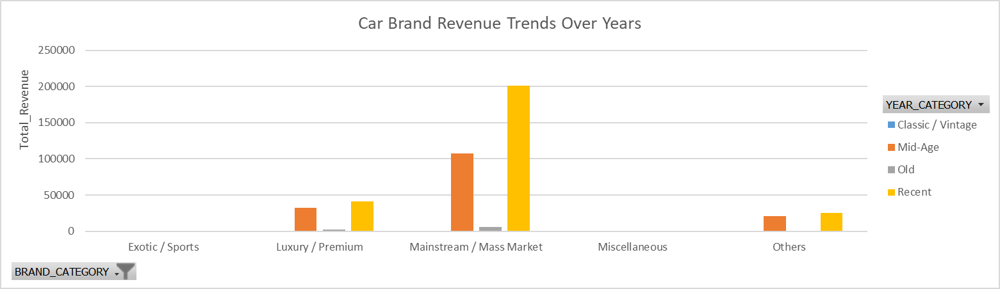 Car Brand Revenue Trends Over Years
Total_Revenue
250000
200000
150000
100000
50000
0
Exotic / Sports
Luxury / Premium
Mainstream / Mass Market
Miscellaneous
Others
YEAR_CATEGORY
Classic / Vintage
Mid-Age
Old
Recent
BRAND_CATEGORY